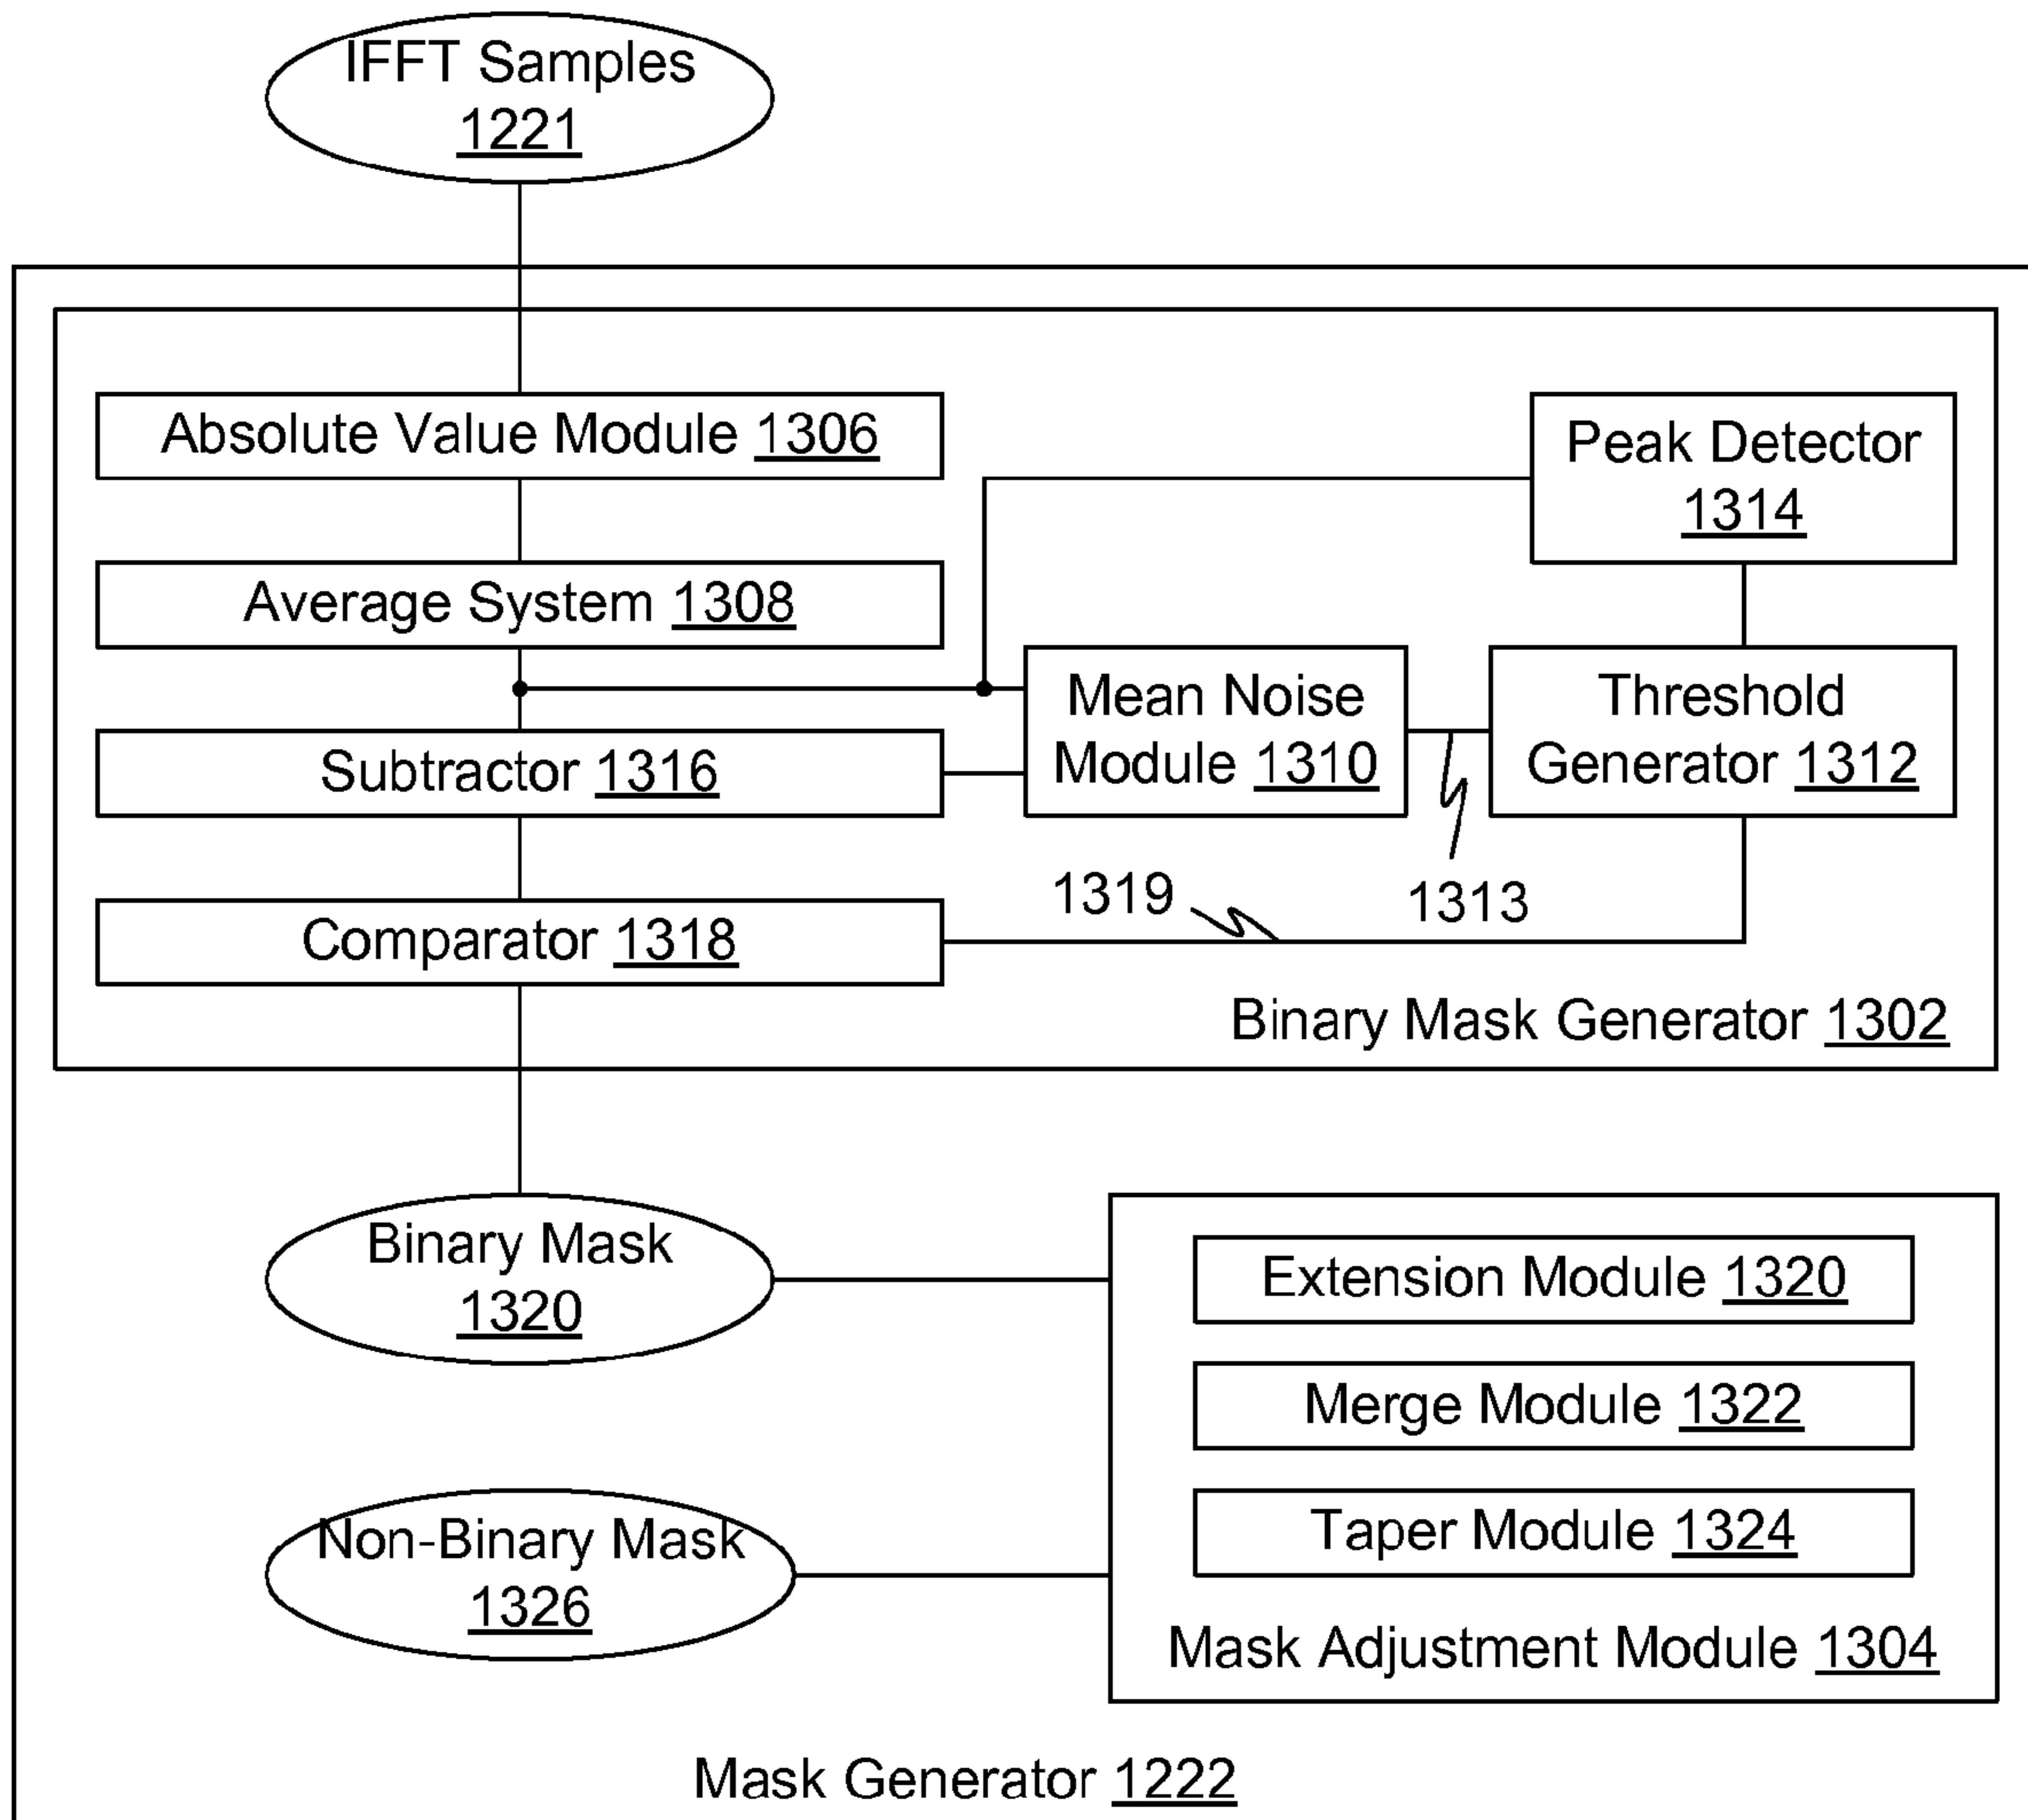 IFFT Samples
1221
Absolute Value Module 1306
Peak Detector
1314
Average System 1308
Mean Noise
Module 1310
Threshold
Generator 1312
Subtractor 1316
1319
1313
Comparator 1318
Binary Mask Generator 1302
Binary Mask
1320
Extension Module 1320
Merge Module 1322
Non-Binary Mask
1326
Taper Module 1324
Mask Adjustment Module 1304
Mask Generator 1222